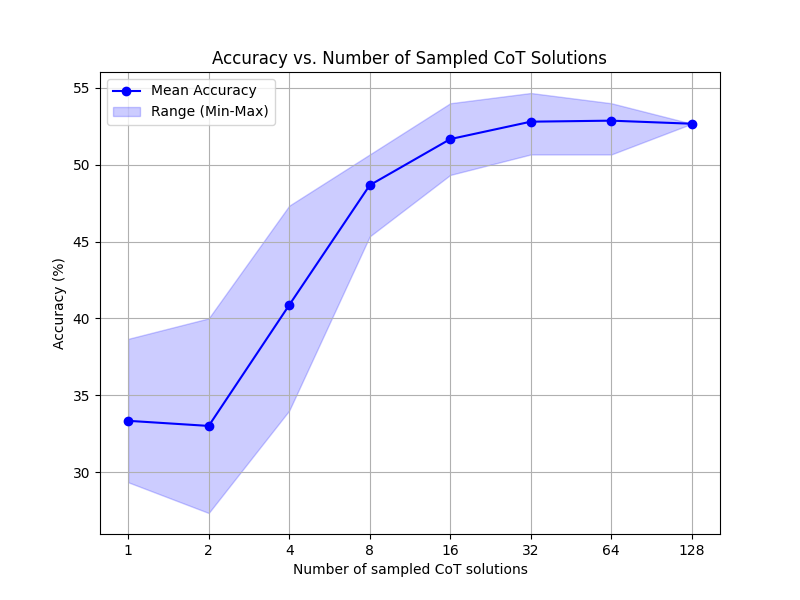 Accuracy vs. Number of Sampled CoT Solutions
Mean Accuracy
Range (Min-Max)
Accuracy (%)
55
50
45
40
35
30
1 2 4 8 16 32 64 128
Number of sampled CoT solutions